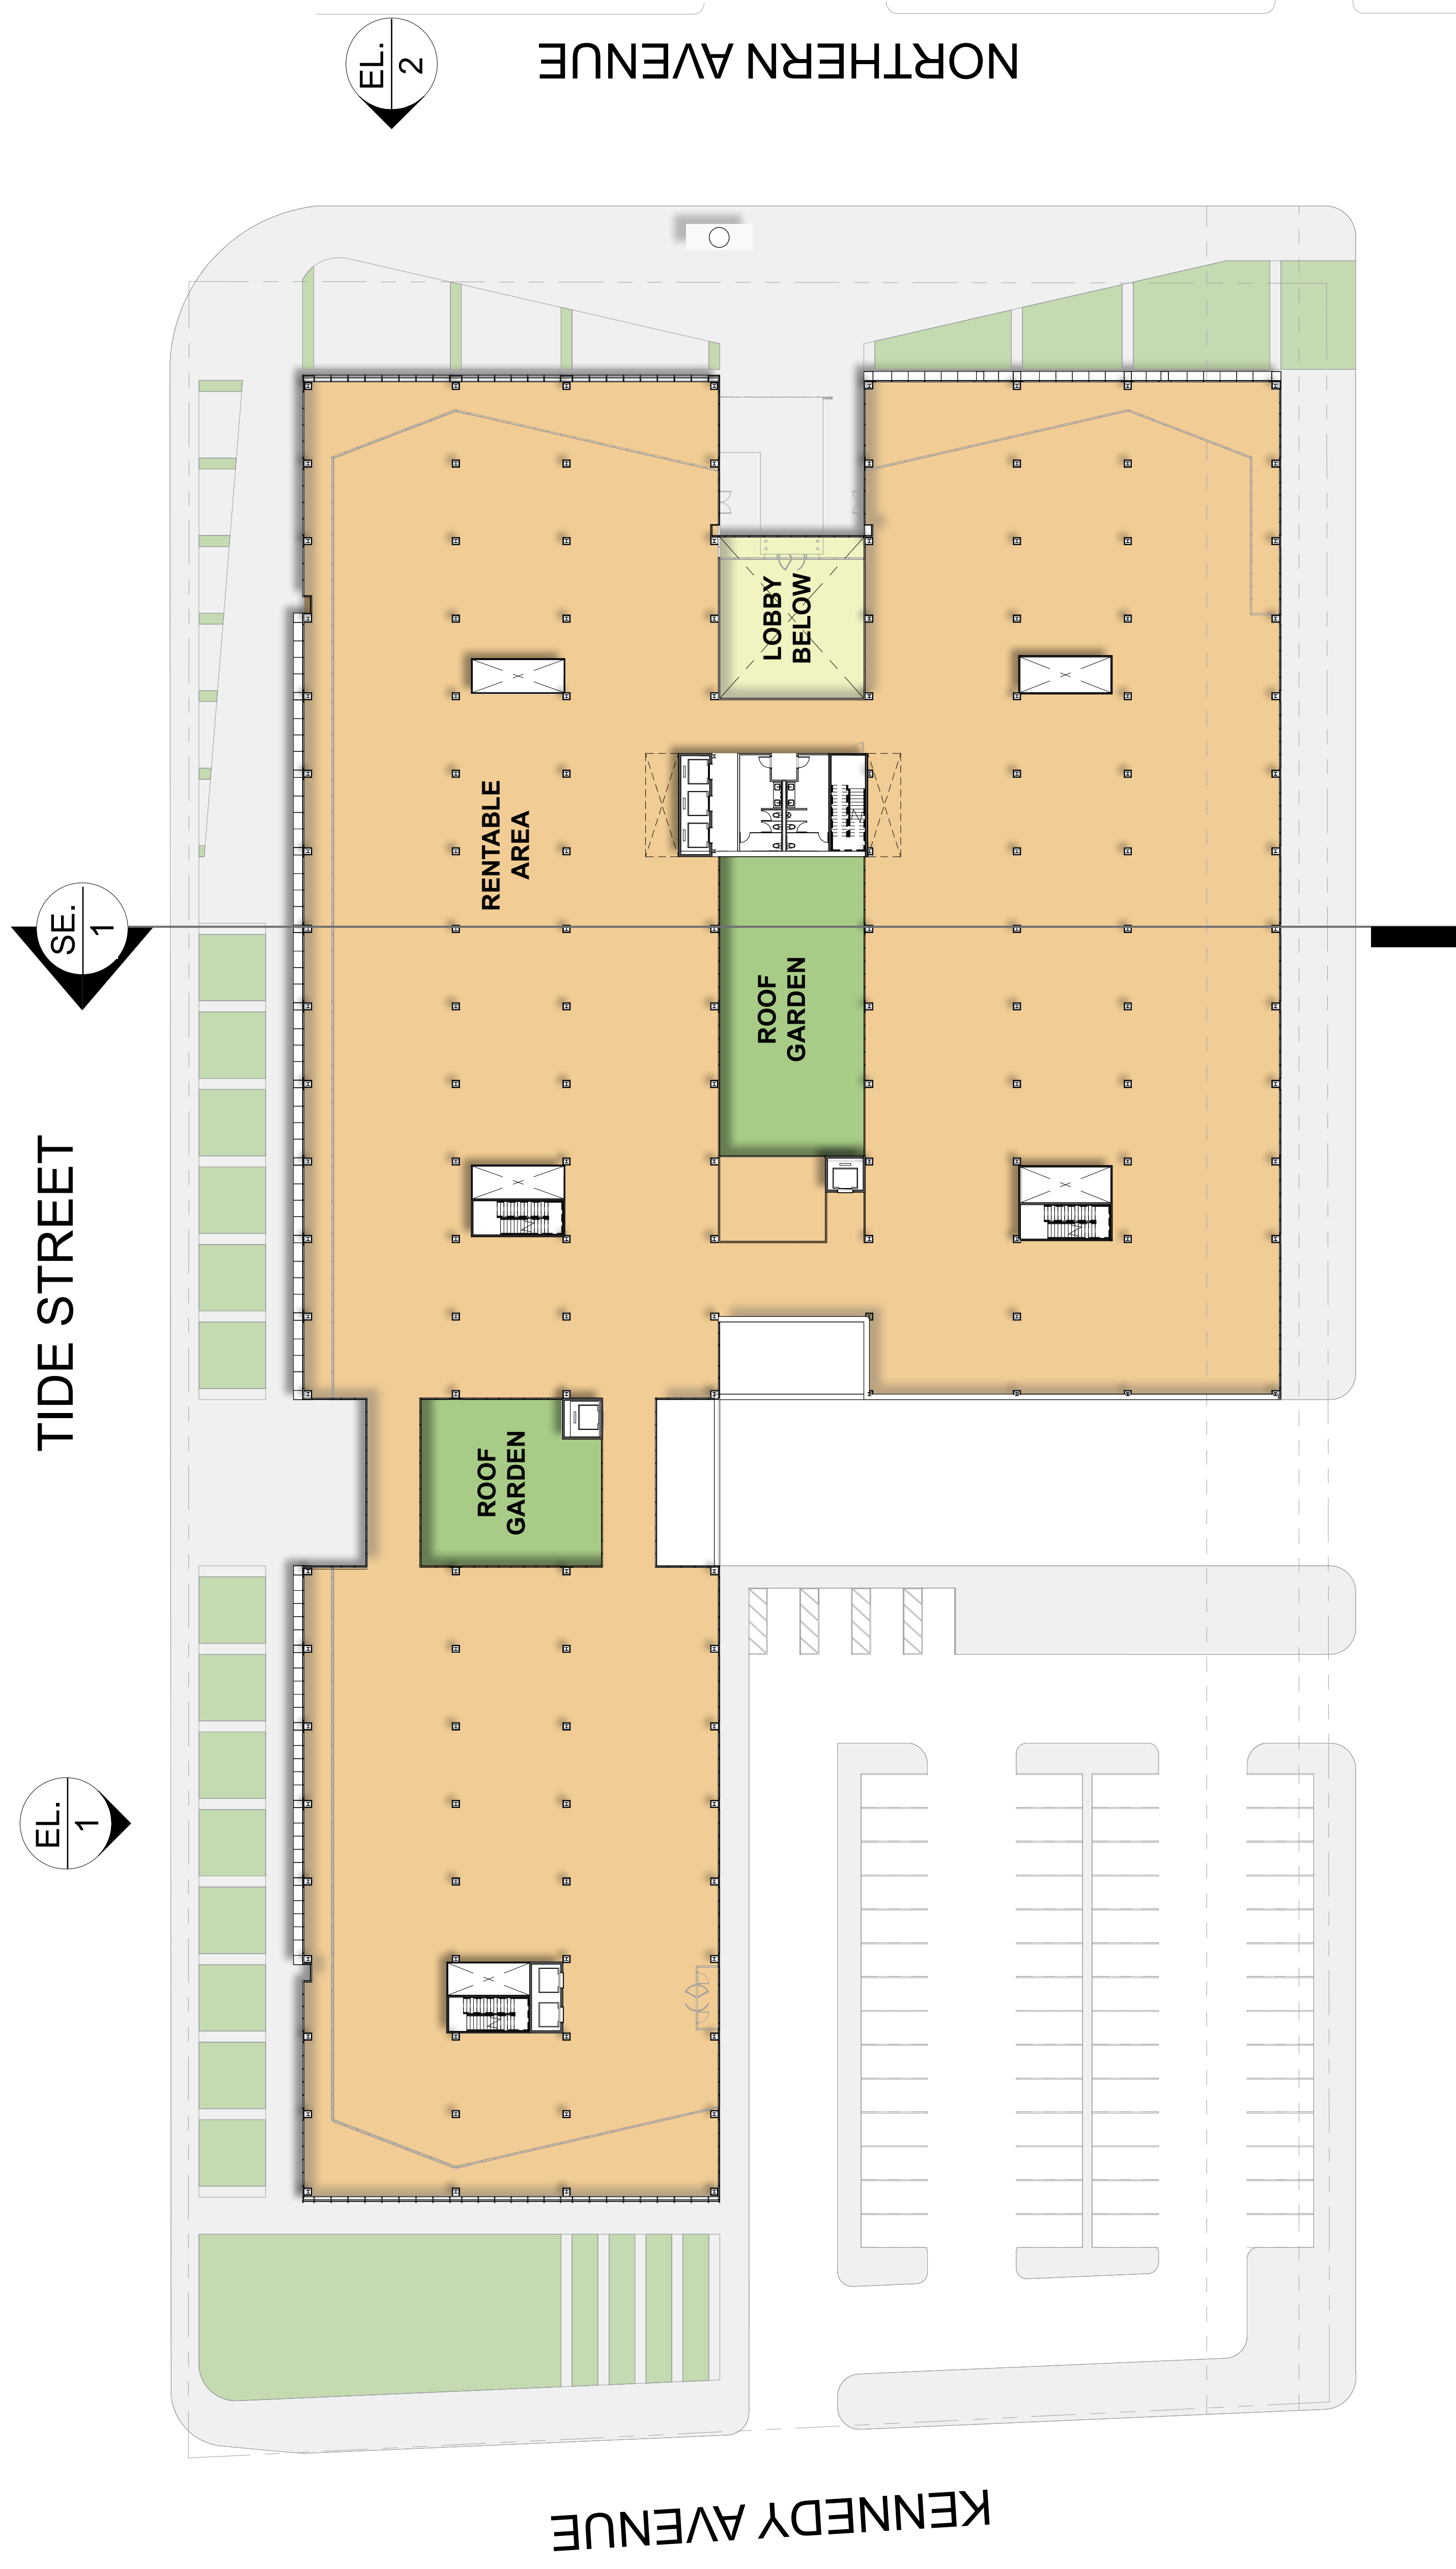 NORTHERN AVENUE
EL.
2
LOBBY
BELOW
RENTABLE
AREA
SE.
1
ROOF
GARDEN
TIDE STREET
ROOF
GARDEN
EL.
1
KENNEDY AVENUE